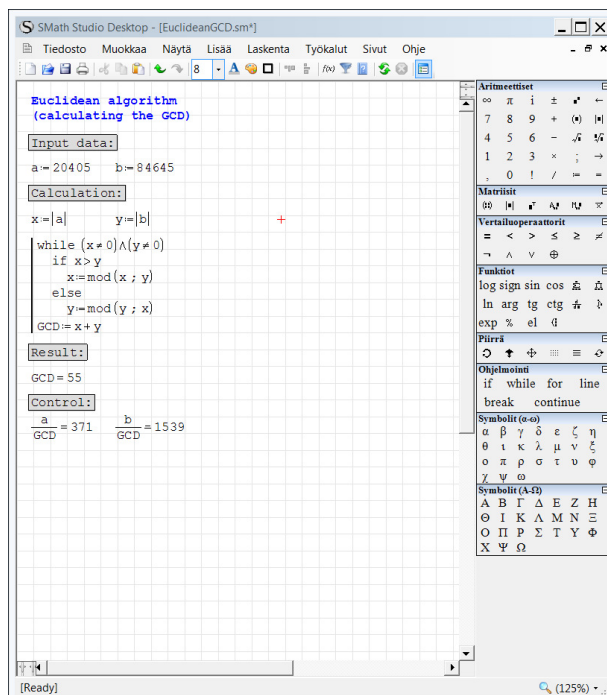 SMath Studio Desktop - [EuclideanGCD.sm*]
Tiedosto Muokkaa Näytä Lisää Laskenta Työkalut Sivut Ohje
8 f(x)
Euclidean algorithm
(calculating the GCD)
Input data:
a:=20405 b:=84645
Calculation:
x:=|a| y:=|b|
while (x≠0)∧(y≠0)
if x>y
x:=mod(x ; y)
else
y:=mod(y ; x)
GCD:=x+y
Result:
GCD=55
Control:
a/GCD=371 b/GCD=1539
Aritmeettiset
∞ π i ± ←
7 8 9 +
4 5 6 −
1 2 3 × ; →
, 0 ! / := =
Matriisit
Vertailuoperaattorit
= < > ≤ ≥ ≠
¬ ∧ ∨ ⊕
Funktiot
log sign sin cos
ln arg tg ctg
exp % el
Piirrä
Ohjelmointi
if while for line
break continue
Symbolit (α-ω)
α β γ δ ε ζ η
θ ι κ λ μ ν ξ
ο π ρ σ τ υ φ
χ ψ ω
Symbolit (Α-Ω)
Α Β Γ Δ Ε Ζ Η
Θ Ι Κ Λ Μ Ν Ξ
Ο Π Ρ Σ Τ Υ Φ
Χ Ψ Ω
[Ready] (125%)